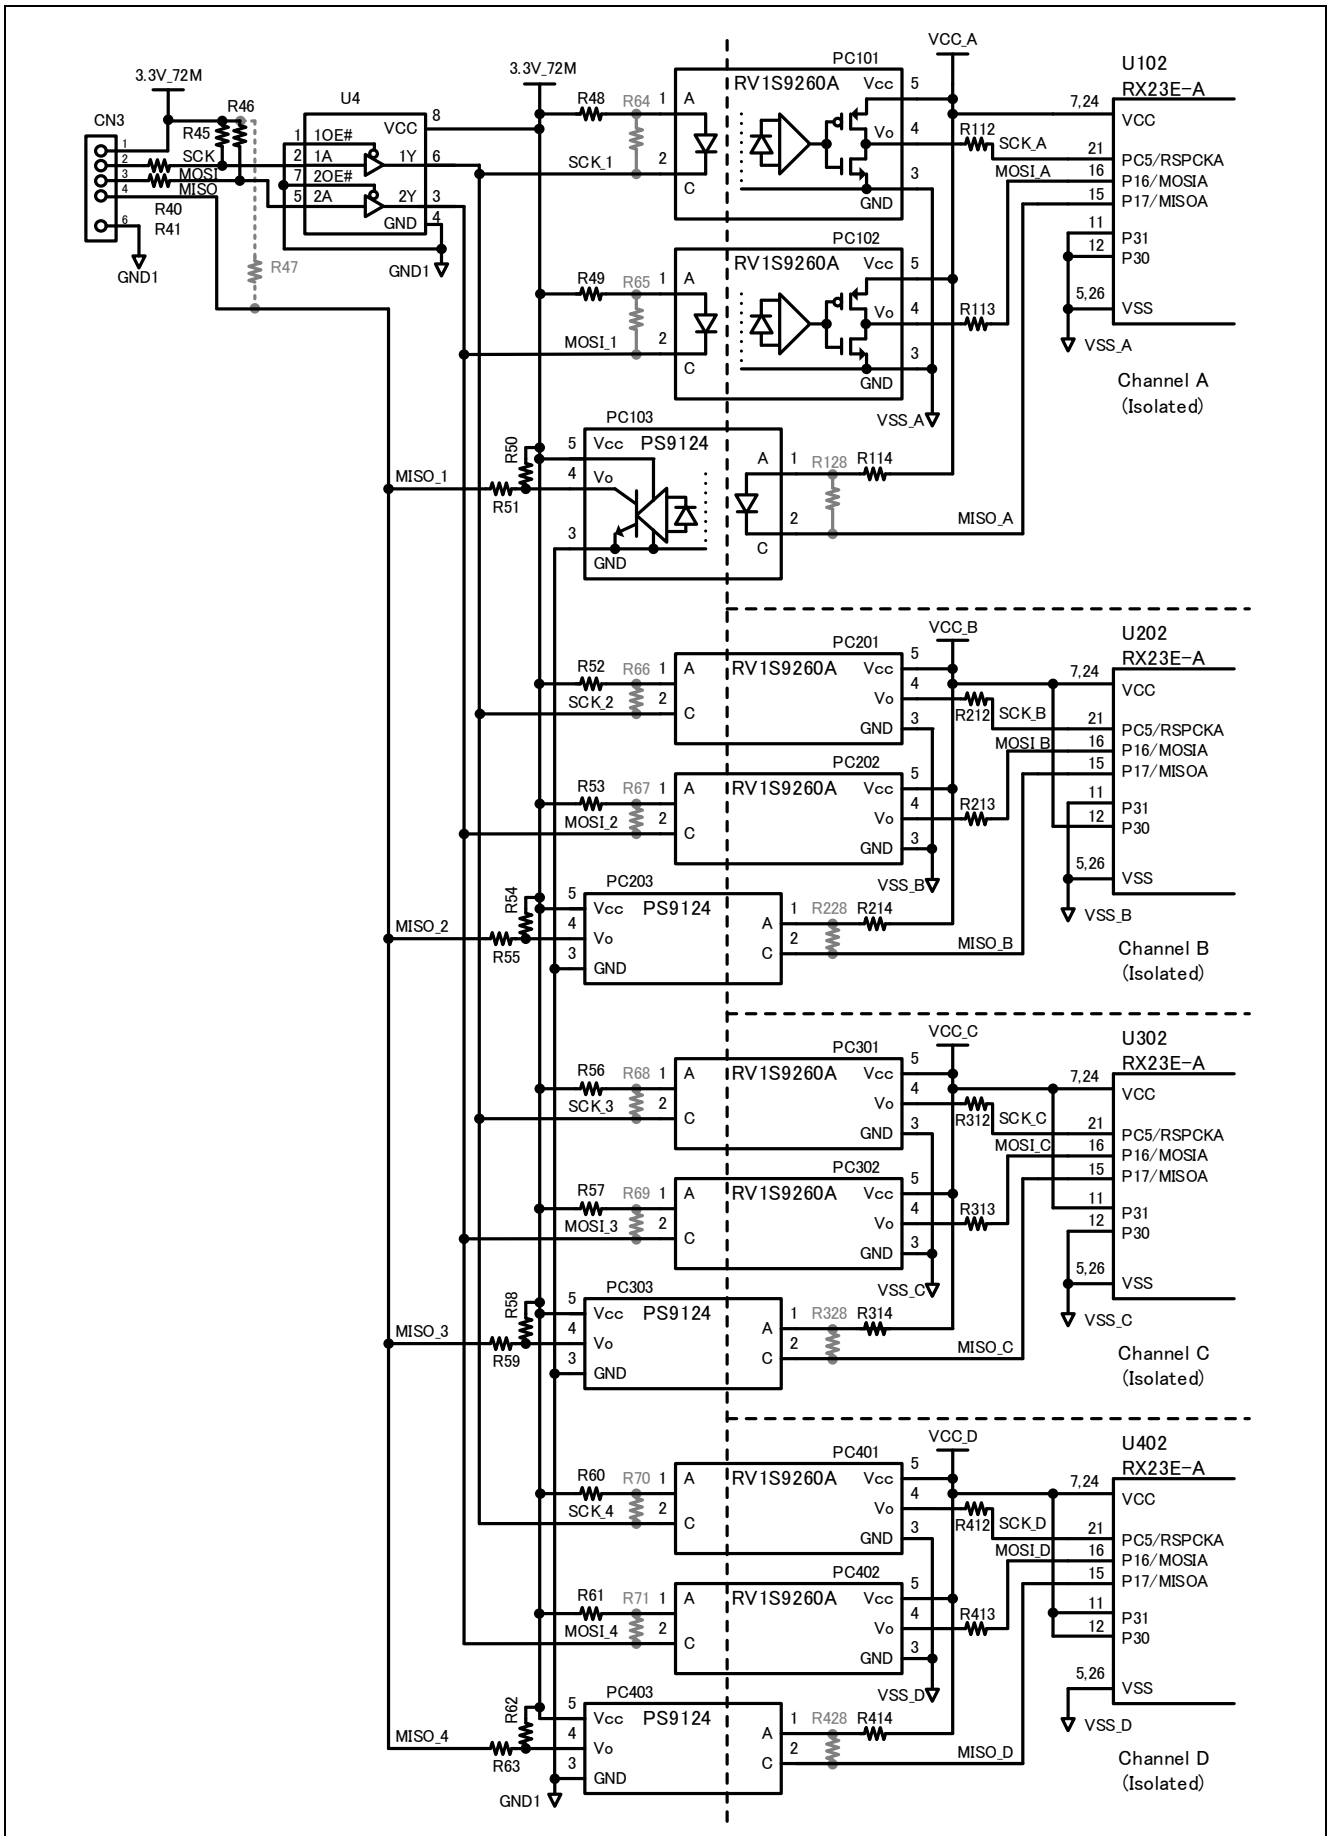 3.3V_72M
CN3
1
2
3
4
6
R45
R46
SCK
MOSI
MISO
R40
R41
GND1
R47
U4
1 1OE#
2 1A
7 2OE#
5 2A
VCC 8
1Y 6
2Y 3
GND 4
GND1
3.3V_72M
R48 R64 1 A
SCK_1 2 C
PC101
RV1S9260A
Vcc 5
Vo 4
3
GND
VCC_A
R112
SCK_A
MOSI_A
U102
RX23E-A
7,24 VCC
21 PC5/RSPCKA
16 P16/MOSIA
15 P17/MISOA
11 P31
12 P30
5,26 VSS
VSS_A
Channel A
(Isolated)
R49 R65 1 A
MOSI_1 2 C
PC102
RV1S9260A
Vcc 5
Vo 4
3
GND
R113
VSS_A
PC103
PS9124
R50
5 Vcc
4 Vo
3
GND
MISO_1
R51
A 1
2
C
R128 R114
MISO_A
R52 R66 1 A
SCK_2 2 C
PC201
RV1S9260A
Vcc 5
Vo 4
GND 3
VCC_B
R212
SCK_B
MOSI_B
U202
RX23E-A
7,24 VCC
21 PC5/RSPCKA
16 P16/MOSIA
15 P17/MISOA
11 P31
12 P30
5,26 VSS
VSS_B
Channel B
(Isolated)
R53 R67 1 A
MOSI_2 2 C
PC202
RV1S9260A
Vcc 5
Vo 4
GND 3
R213
VSS_B
PC203
PS9124
R54
5 Vcc
4 Vo
3 GND
MISO_2
R55
A 1
C 2
R228 R214
MISO_B
R56 R68 1 A
SCK_3 2 C
PC301
RV1S9260A
Vcc 5
Vo 4
GND 3
VCC_C
R312
SCK_C
MOSI_C
U302
RX23E-A
7,24 VCC
21 PC5/RSPCKA
16 P16/MOSIA
15 P17/MISOA
11 P31
12 P30
5,26 VSS
VSS_C
Channel C
(Isolated)
R57 R69 1 A
MOSI_3 2 C
PC302
RV1S9260A
Vcc 5
Vo 4
GND 3
R313
VSS_C
PC303
PS9124
R58
5 Vcc
4 Vo
3 GND
MISO_3
R59
A 1
C 2
R328 R314
MISO_C
R60 R70 1 A
SCK_4 2 C
PC401
RV1S9260A
Vcc 5
Vo 4
GND 3
VCC_D
R412
SCK_D
MOSI_D
U402
RX23E-A
7,24 VCC
21 PC5/RSPCKA
16 P16/MOSIA
15 P17/MISOA
11 P31
12 P30
5,26 VSS
VSS_D
Channel D
(Isolated)
R61 R71 1 A
MOSI_4 2 C
PC402
RV1S9260A
Vcc 5
Vo 4
GND 3
R413
VSS_D
PC403
PS9124
R62
5 Vcc
4 Vo
3 GND
MISO_4
R63
A 1
C 2
R428 R414
MISO_D
GND1